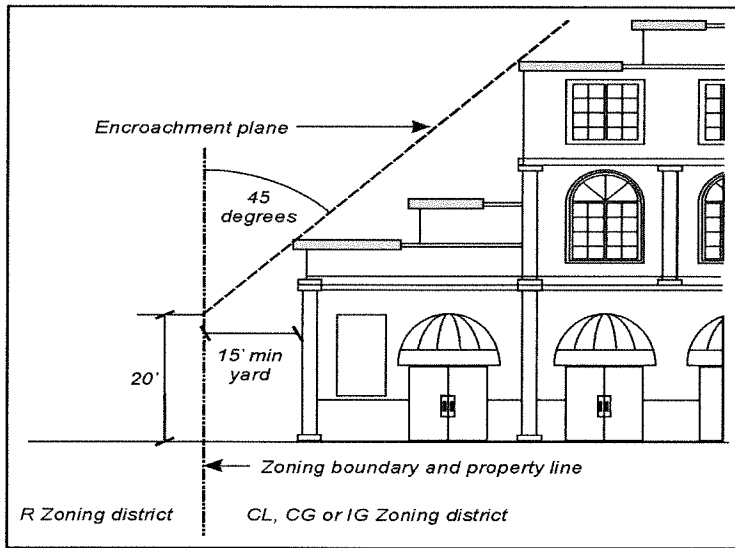 Encroachment plane
45
degrees
20'
15' min
yard
Zoning boundary and property line
R Zoning district
CL, CG or IG Zoning district